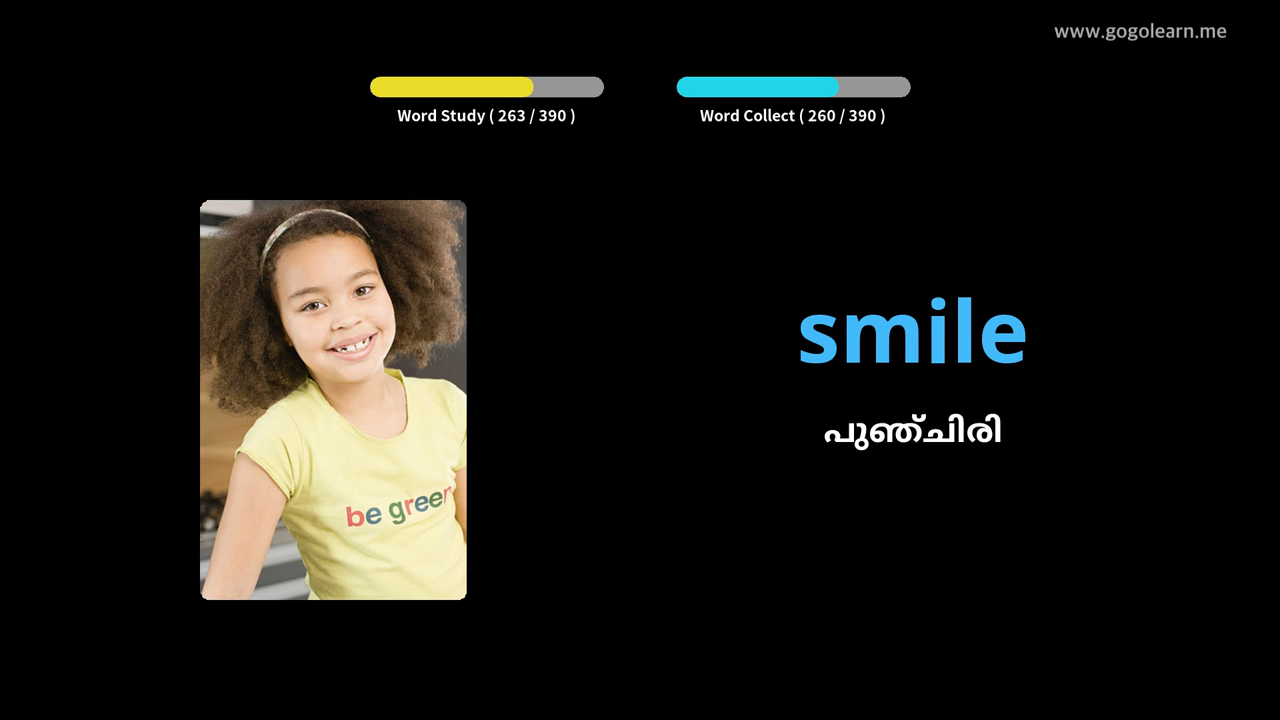 www.gogolearn.me
Word Study ( 263 / 390 )
Word Collect ( 260 / 390 )
smile
പുഞ്ചിരി
be green